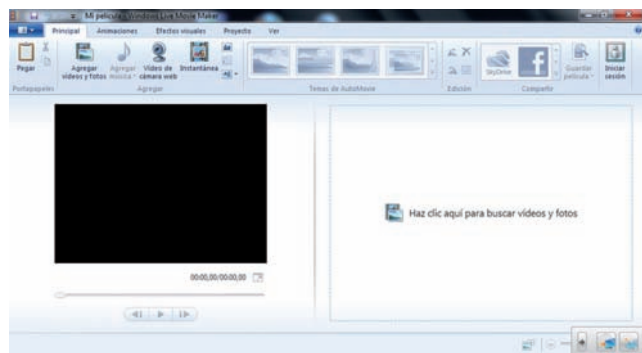 Mi película - Windows Live Movie Maker
Principal Animaciones Efectos visuales Proyecto Ver
Pegar
Agregar vídeos y fotos
Agregar música
Vídeo de cámara web
Instantánea
SkyDrive
Guardar película
Iniciar sesión
Portapapeles Agregar Temas de AutoMovie Edición Compartir
Haz clic aquí para buscar vídeos y fotos
00:00,00/00:00,00